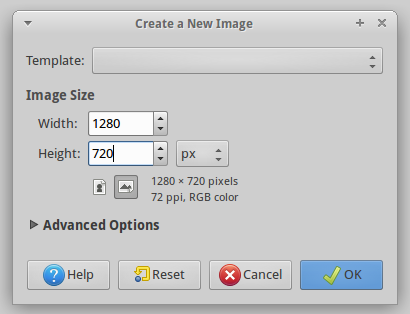 Create a New Image
Template:
Image Size
Width: 1280
Height: 720 px
1280 × 720 pixels
72 ppi, RGB color
Advanced Options
Help Reset Cancel OK